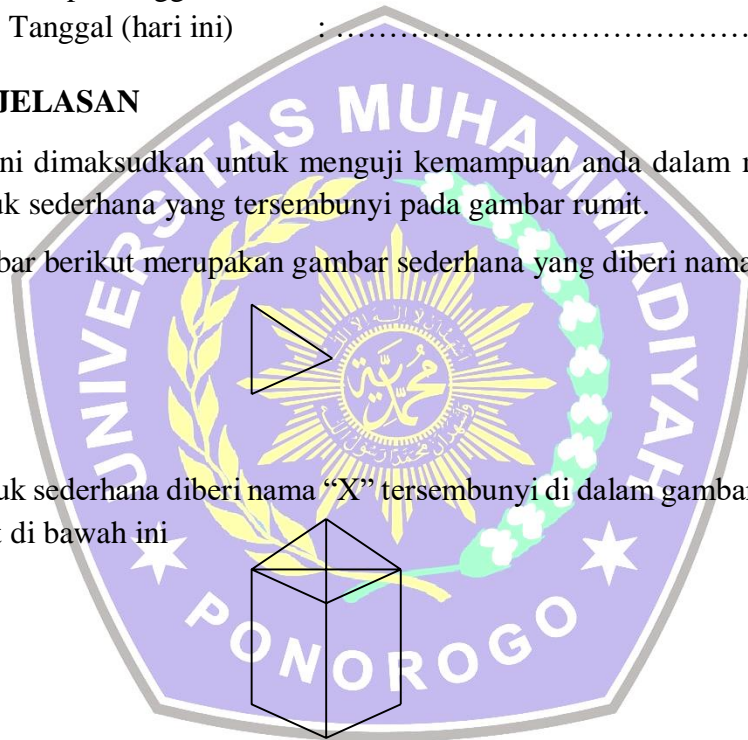 Tanggal (hari ini) : ……………………………………
JELASAN
ni dimaksudkan untuk menguji kemampuan anda dalam
uk sederhana yang tersembunyi pada gambar rumit.
bar berikut merupakan gambar sederhana yang diberi nama
uk sederhana diberi nama “X” tersembunyi di dalam gambar
t di bawah ini
UNIVERSITAS MUHAMMADIYAH
PONOROGO